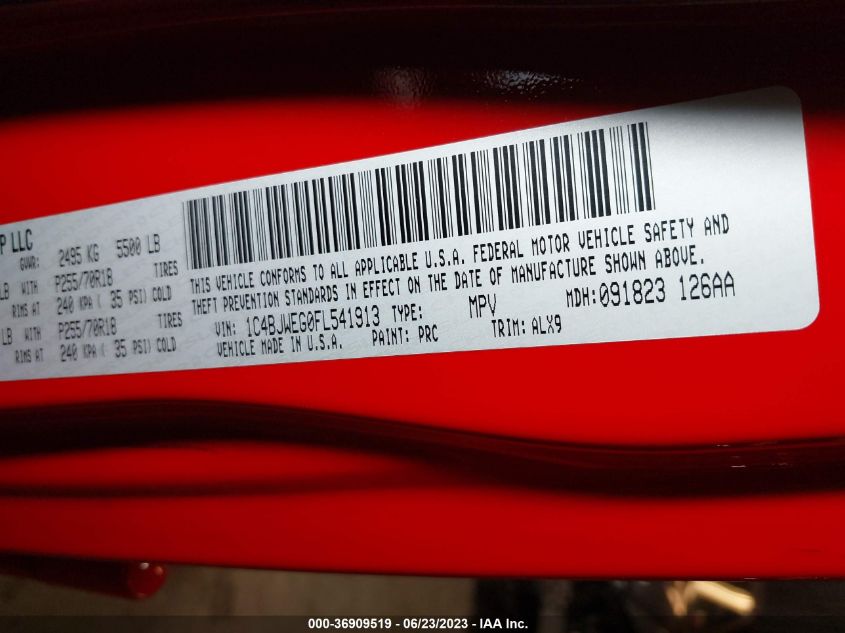 P LLC
GVWR: 2495 KG 5500 LB
LB WITH P255/70R18 TIRES
RIMS AT 240 KPA ( 35 PSI) COLD
LB WITH P255/70R18 TIRES
RIMS AT 240 KPA ( 35 PSI) COLD
THIS VEHICLE CONFORMS TO ALL APPLICABLE U.S.A. FEDERAL MOTOR VEHICLE SAFETY AND
THEFT PREVENTION STANDARDS IN EFFECT ON THE DATE OF MANUFACTURE SHOWN ABOVE.
VIN: 1C4BJWEG0FL541913 TYPE: MPV MDH: 091823 126AA
VEHICLE MADE IN U.S.A. PAINT: PRC TRIM: ALX9
000-36909519 - 06/23/2023 - IAA Inc.